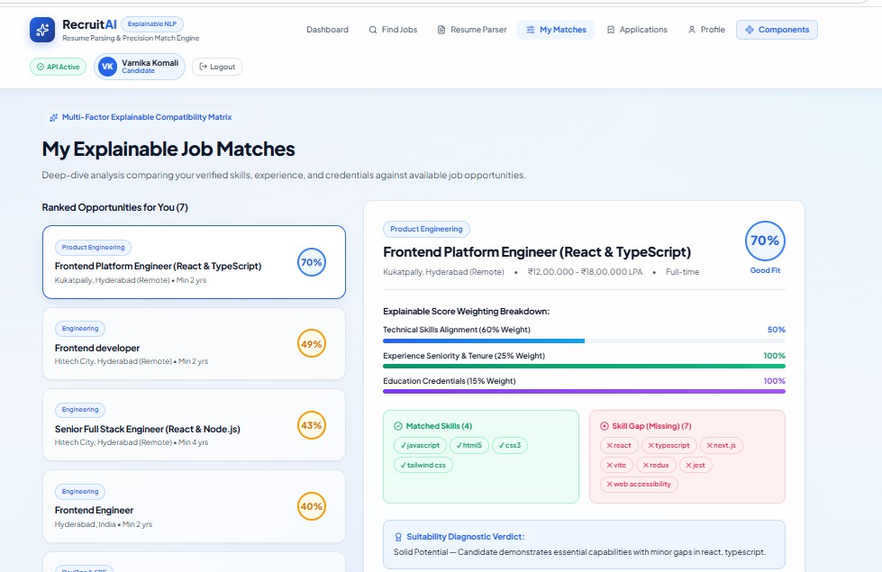 RecruitAI Explainable NLP
Resume Parsing & Precision Match Engine
Dashboard Find Jobs Resume Parser My Matches Applications Profile Components
API Active VK Varnika Komali Logout
Candidate
Multi-Factor Explainable Compatibility Matrix
My Explainable Job Matches
Deep-dive analysis comparing your verified skills, experience, and credentials against available job opportunities.
Ranked Opportunities for You (7)
Product Engineering
Frontend Platform Engineer (React & TypeScript)
Kukatpally, Hyderabad (Remote) • Min 2 yrs
70%
Engineering
Frontend developer
Hitech City, Hyderabad (Remote) • Min 2 yrs
49%
Engineering
Senior Full Stack Engineer (React & Node.js)
Hitech City, Hyderabad (Remote) • Min 4 yrs
43%
Engineering
Frontend Engineer
Hyderabad, India • Min 2 yrs
40%
Product Engineering
Frontend Platform Engineer (React & TypeScript)
Kukatpally, Hyderabad (Remote) • ₹12,00,000 - ₹18,00,000 LPA • Full-time
70%
Good Fit
Explainable Score Weighting Breakdown:
Technical Skills Alignment (60% Weight) 50%
Experience Seniority & Tenure (25% Weight) 100%
Education Credentials (15% Weight) 100%
Matched Skills (4)
✓ javascript ✓ html5 ✓ css3
✓ tailwind css
Skill Gap (Missing) (7)
✕ react ✕ typescript ✕ next.js
✕ vite ✕ redux ✕ jest
✕ web accessibility
Suitability Diagnostic Verdict:
Solid Potential — Candidate demonstrates essential capabilities with minor gaps in react, typescript.